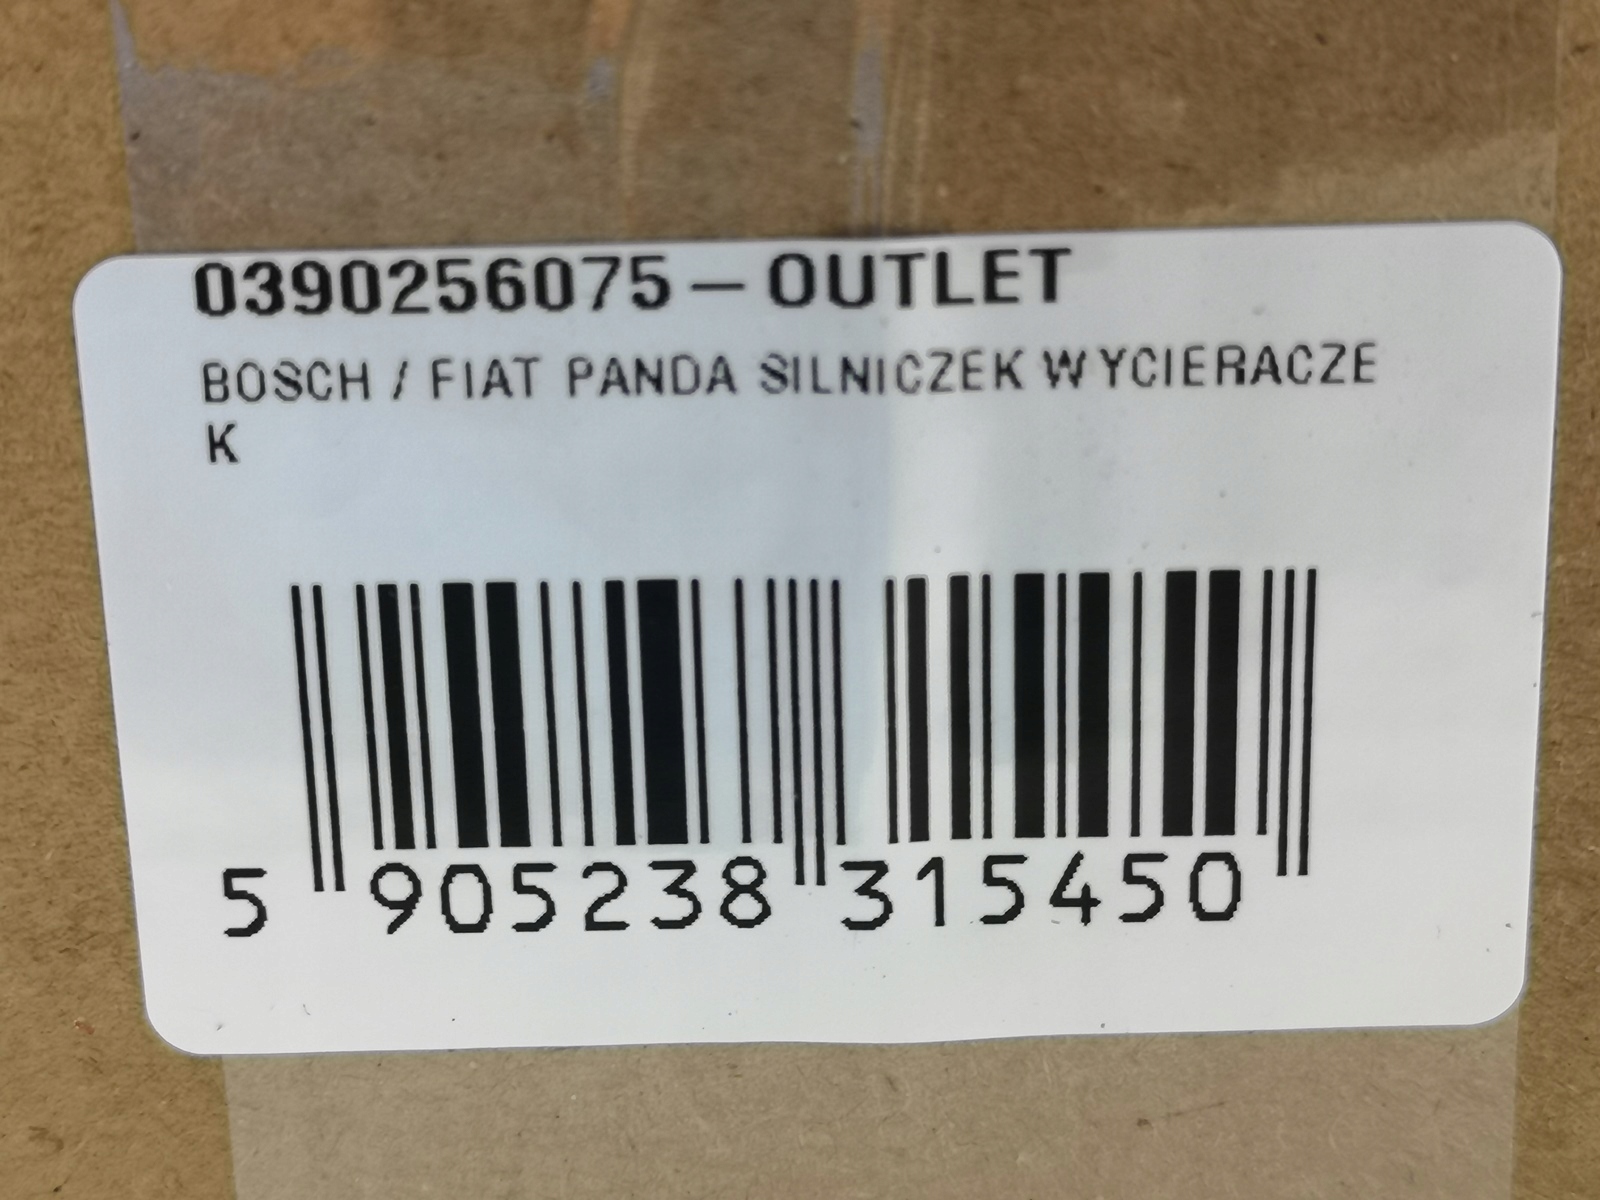 0390256075-OUTLET
BOSCH / FIAT PANDA SILNICZEK WYCIERACZE
K
5 905238 315450